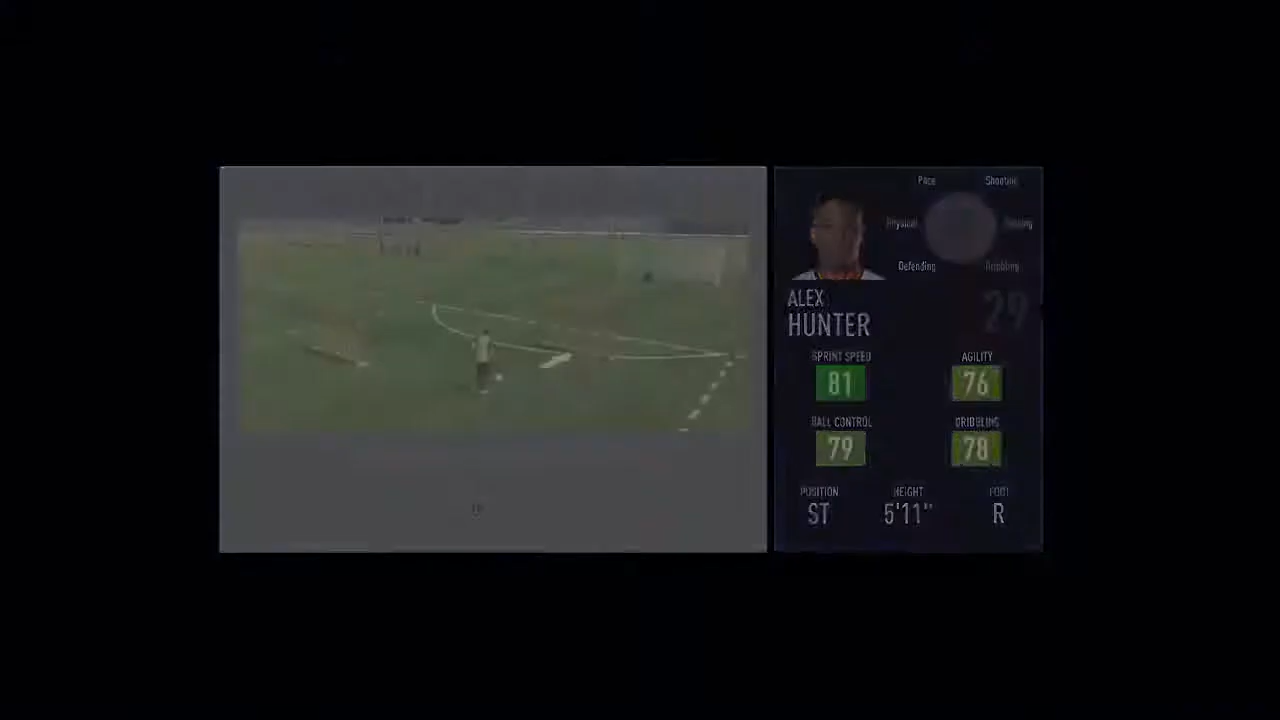 Pace Shooting
Physical Passing
Defending Dribbling
ALEX
HUNTER
29
SPRINT SPEED AGILITY
81 76
BALL CONTROL DRIBBLING
79 78
POSITION HEIGHT FOOT
ST 5'11" R